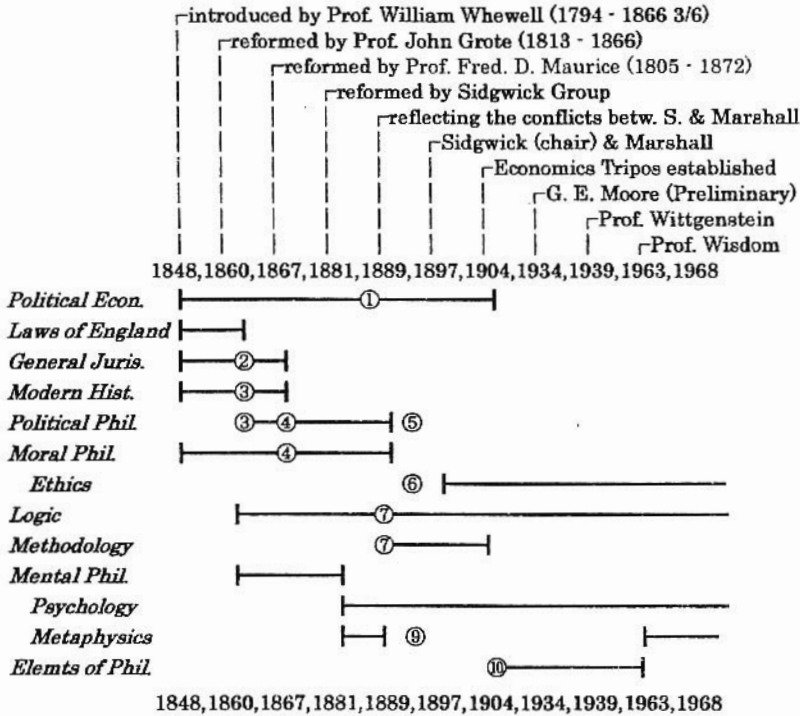 introduced by Prof. William Whewell (1794 - 1866 3/6)
reformed by Prof. John Grote (1813 - 1866)
reformed by Prof. Fred. D. Maurice (1805 - 1872)
reformed by Sidgwick Group
reflecting the conflicts betw. S. & Marshall
Sidgwick (chair) & Marshall
Economics Tripos established
G. E. Moore (Preliminary)
Prof. Wittgenstein
Prof. Wisdom
1848,1860,1867,1881,1889,1897,1904,1934,1939,1963,1968
Political Econ. ①
Laws of England
General Juris. ②
Modern Hist. ③
Political Phil. ③ ④ ⑤
Moral Phil. ④
Ethics ⑥
Logic ⑦
Methodology ⑦
Mental Phil.
Psychology
Metaphysics ⑨
Elemts of Phil. ⑩
1848,1860,1867,1881,1889,1897,1904,1934,1939,1963,1968